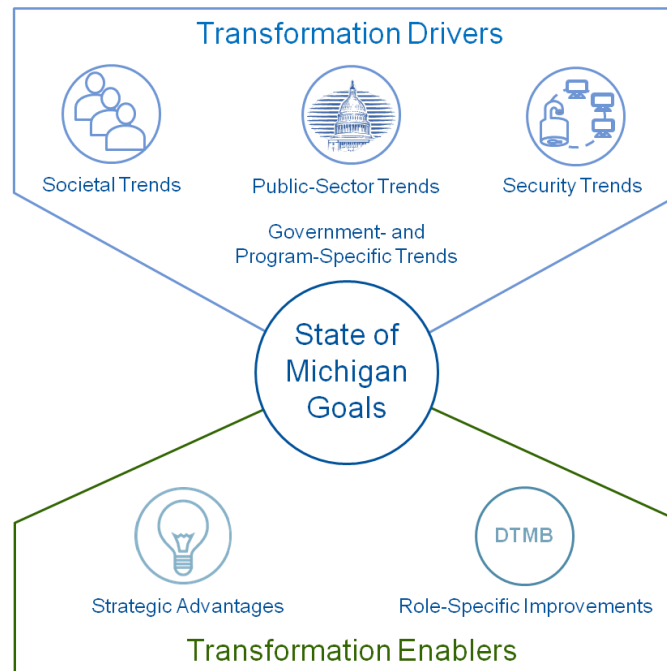 Transformation Drivers
Societal Trends
Public-Sector Trends
Security Trends
Government- and
Program-Specific Trends
State of
Michigan
Goals
DTMB
Strategic Advantages
Role-Specific Improvements
Transformation Enablers